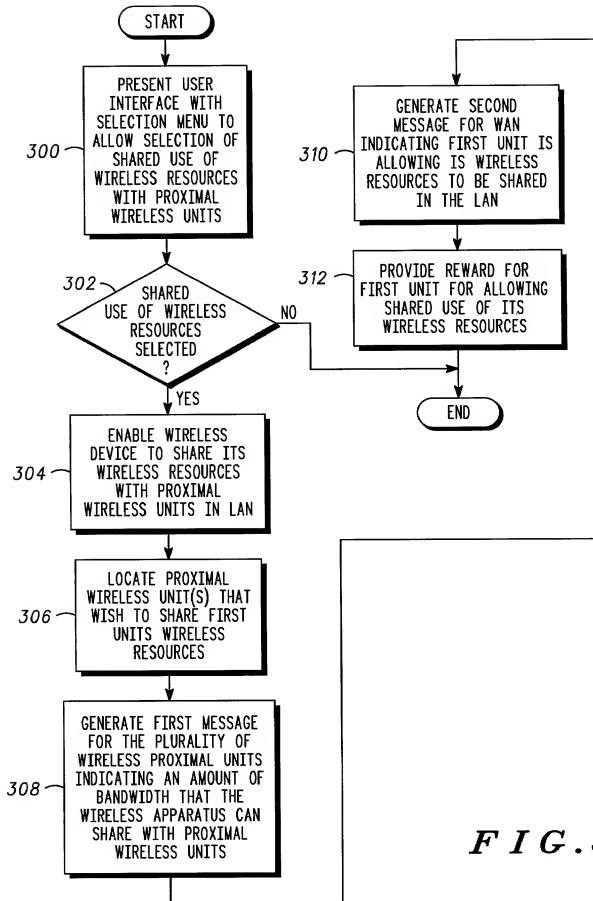 START
300
PRESENT USER
INTERFACE WITH
SELECTION MENU TO
ALLOW SELECTION OF
SHARED USE OF
WIRELESS RESOURCES
WITH PROXIMAL
WIRELESS UNITS
302
SHARED
USE OF WIRELESS
RESOURCES
SELECTED
?
NO
YES
304
ENABLE WIRELESS
DEVICE TO SHARE ITS
WIRELESS RESOURCES
WITH PROXIMAL
WIRELESS UNITS IN LAN
306
LOCATE PROXIMAL
WIRELESS UNIT(S) THAT
WISH TO SHARE FIRST
UNITS WIRELESS
RESOURCES
308
GENERATE FIRST MESSAGE
FOR THE PLURALITY OF
WIRELESS PROXIMAL UNITS
INDICATING AN AMOUNT OF
BANDWIDTH THAT THE
WIRELESS APPARATUS CAN
SHARE WITH PROXIMAL
WIRELESS UNITS
310
GENERATE SECOND
MESSAGE FOR WAN
INDICATING FIRST UNIT IS
ALLOWING IS WIRELESS
RESOURCES TO BE SHARED
IN THE LAN
312
PROVIDE REWARD FOR
FIRST UNIT FOR ALLOWING
SHARED USE OF ITS
WIRELESS RESOURCES
END
FIG.